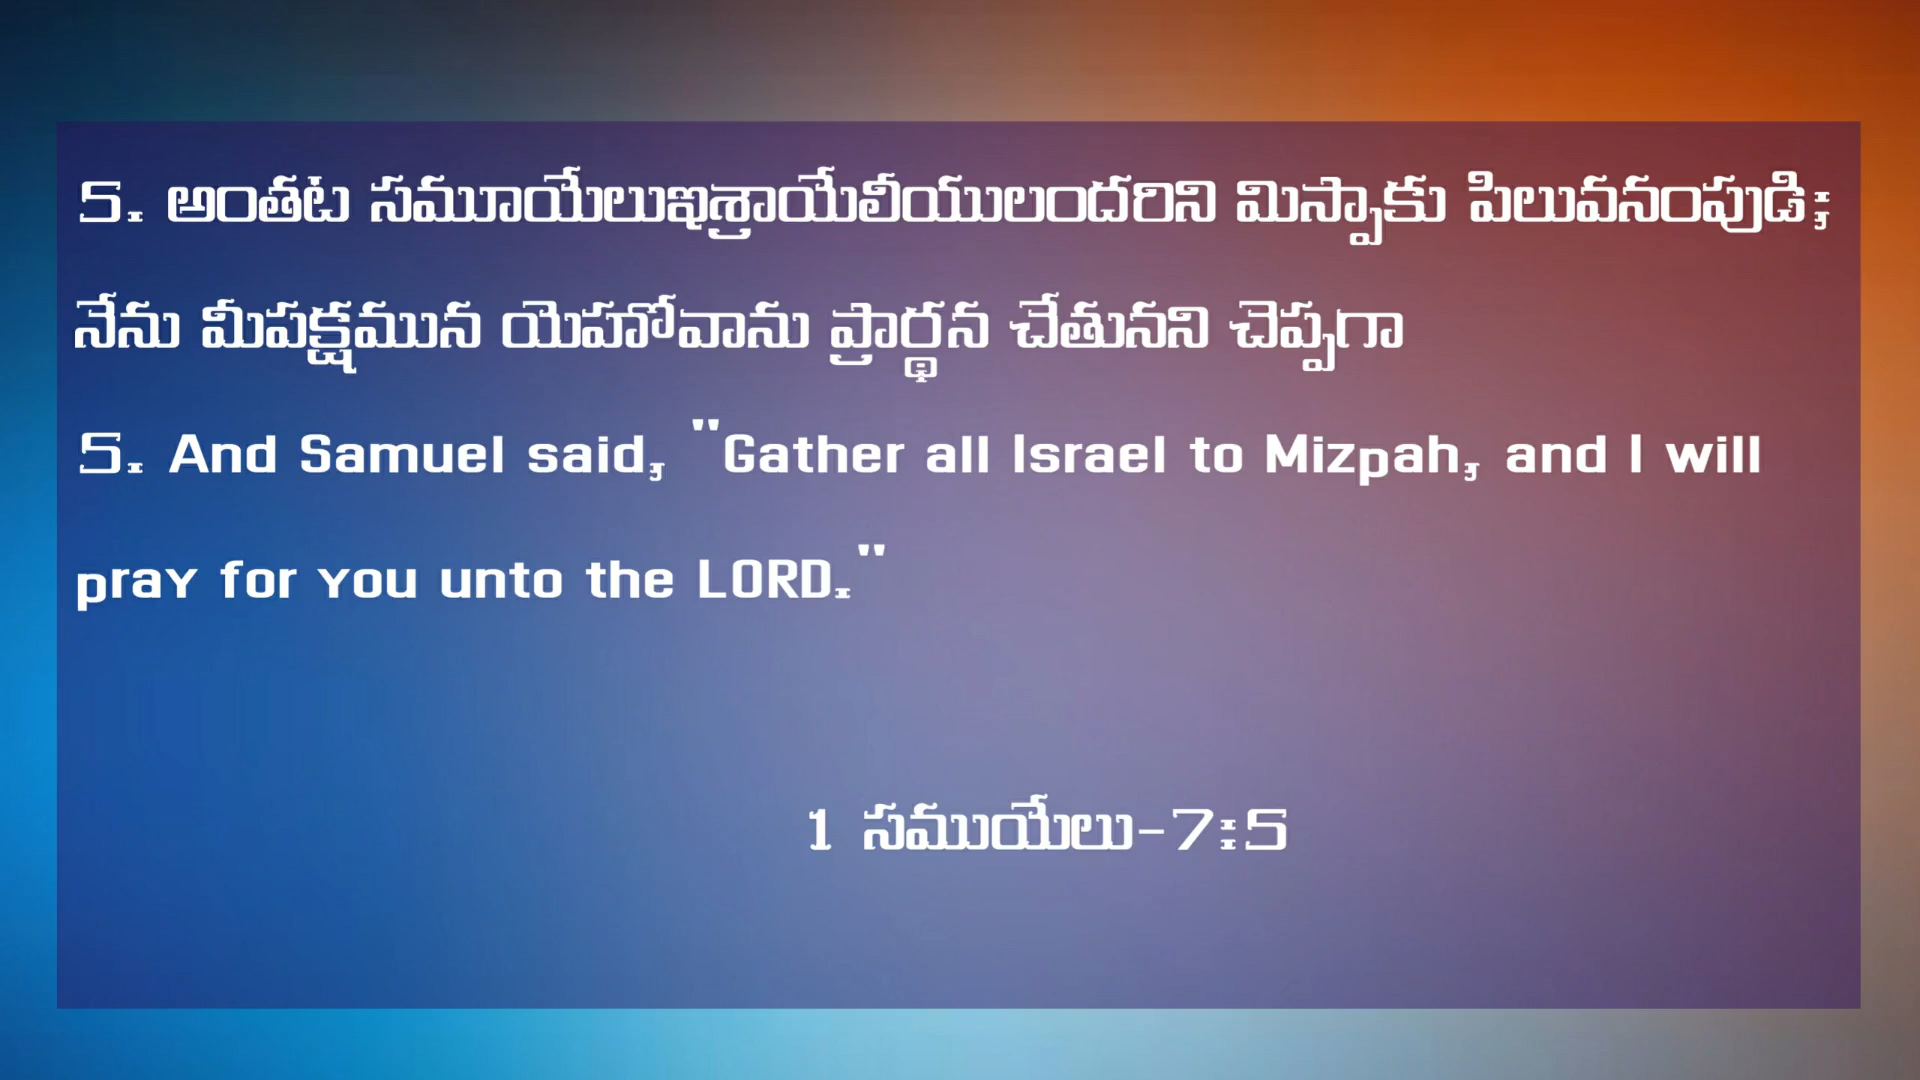 5. అంతట సమూయేలుఇశ్రాయేలీయులందరిని మిస్పాకు పిలువనంపుడి;
నేను మీపక్షమున యెహోవాను ప్రార్థన చేతునని చెప్పగా
5. And Samuel said, "Gather all Israel to Mizpah, and I will
pray for you unto the LORD."
1 సముయేలు-7:5